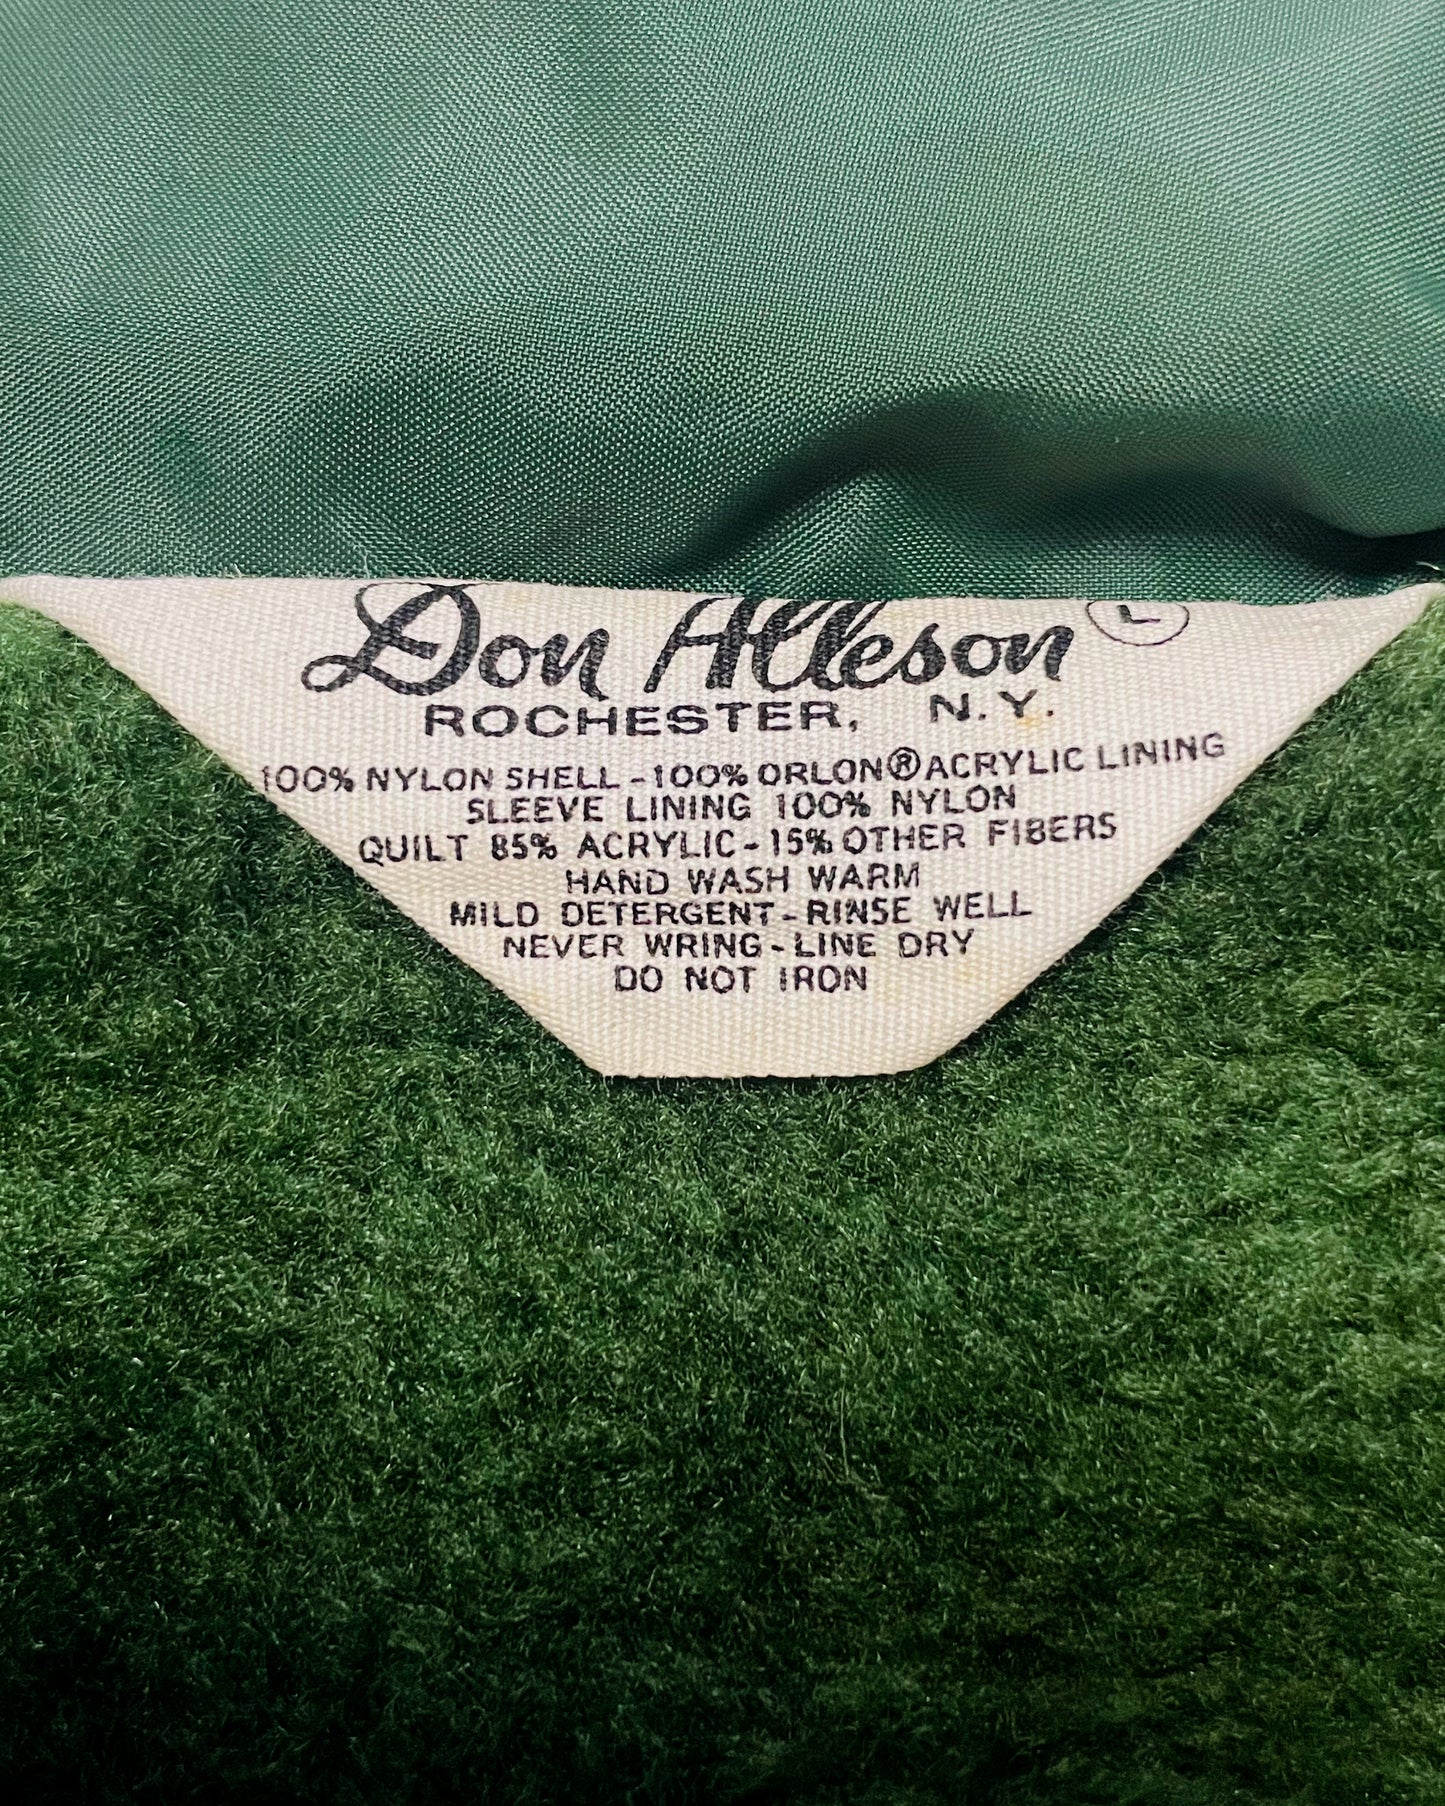 Don Alleson L
ROCHESTER, N.Y.
100% NYLON SHELL-100% ORLON® ACRYLIC LINING
SLEEVE LINING 100% NYLON
QUILT 85% ACRYLIC-15% OTHER FIBERS
HAND WASH WARM
MILD DETERGENT-RINSE WELL
NEVER WRING-LINE DRY
DO NOT IRON